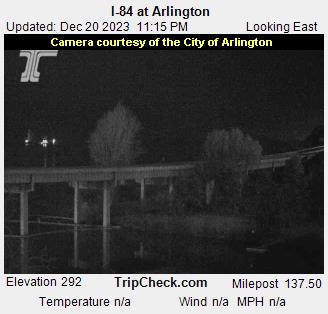 I-84 at Arlington
Updated: Dec 20 2023 11:15 PM Looking East
Camera courtesy of the City of Arlington
Elevation 292 TripCheck.com Milepost 137.50
Temperature n/a Wind n/a MPH n/a